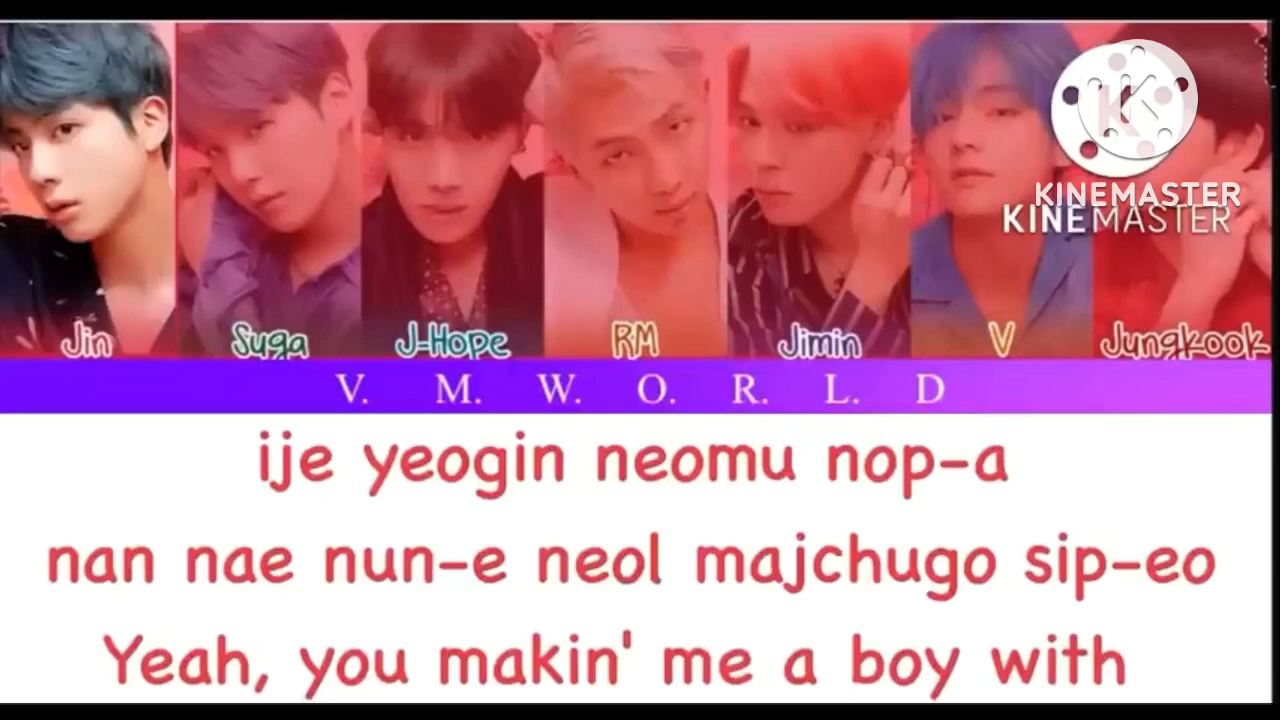 KINEMASTER
KINEMASTER
Jin Suga J-Hope RM Jimin V Jungkook
V. M. W. O. R. L. D
ije yeogin neomu nop-a
nan nae nun-e neol majchugo sip-eo
Yeah, you makin' me a boy with